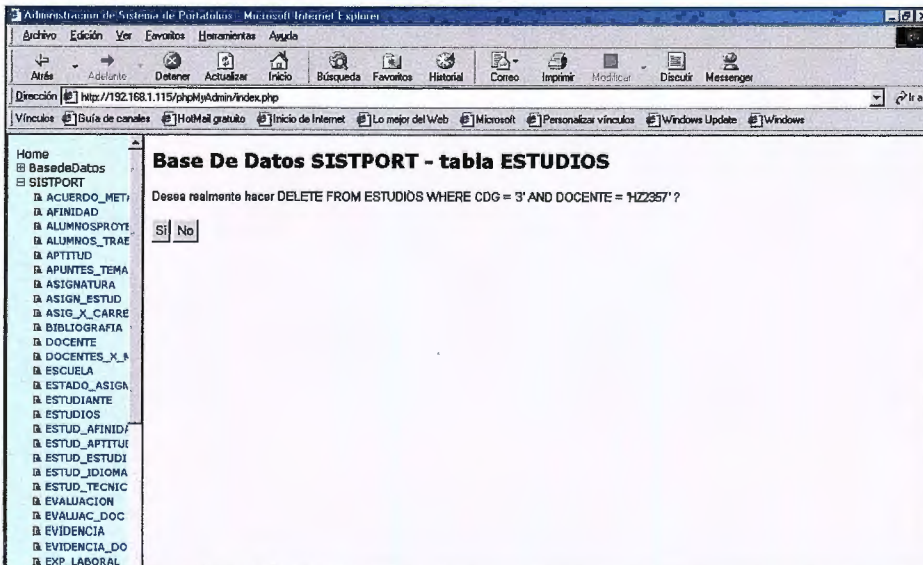 Administracion de Sistema de Portafolios - Microsoft Internet Explorer
Archivo Edición Ver Favoritos Herramientas Ayuda
Atrás Adelante Detener Actualizar Inicio Búsqueda Favoritos Historial Correo Imprimir Modificar Discutir Messenger
Dirección http://192.168.1.115/phpMyAdmin/index.php Ir a
Vínculos Guía de canales HotMail gratuito Inicio de Internet Lo mejor del Web Microsoft Personalizar vínculos Windows Update Windows
Home
BasedeDatos
SISTPORT
ACUERDO_META
AFINIDAD
ALUMNOSPROYE
ALUMNOS_TRAE
APTITUD
APUNTES_TEMA
ASIGNATURA
ASIGN_ESTUD
ASIG_X_CARRE
BIBLIOGRAFIA
DOCENTE
DOCENTES_X_M
ESCUELA
ESTADO_ASIGN
ESTUDIANTE
ESTUDIOS
ESTUD_AFINIDA
ESTUD_APTITUD
ESTUD_ESTUDI
ESTUD_IDIOMA
ESTUD_TECNIC
EVALUACION
EVALUAC_DOC
EVIDENCIA
EVIDENCIA_DO
EXP_LABORAL
Base De Datos SISTPORT - tabla ESTUDIOS
Desea realmente hacer DELETE FROM ESTUDIOS WHERE CDG = 3' AND DOCENTE = 'HZ2357' ?
Si No